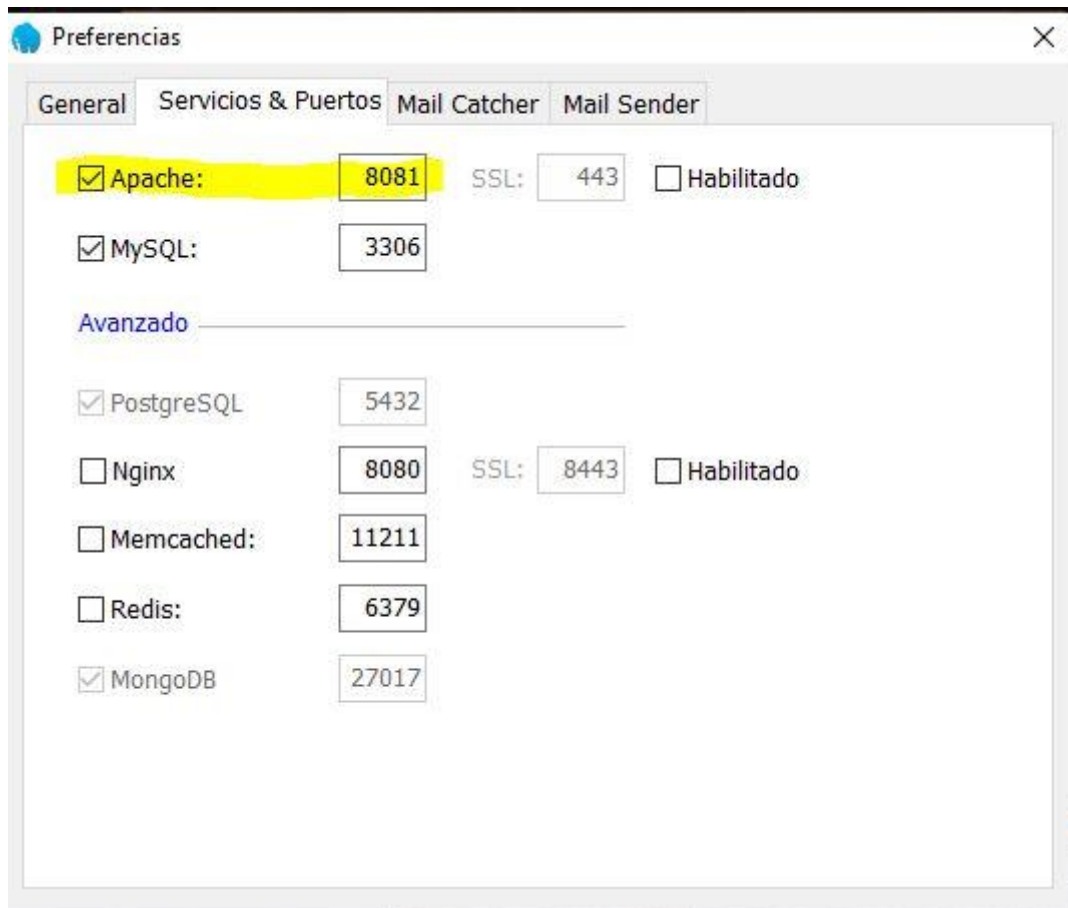 Preferencias
General Servicios & Puertos Mail Catcher Mail Sender
Apache: 8081 SSL: 443 Habilitado
MySQL: 3306
Avanzado
PostgreSQL 5432
Nginx 8080 SSL: 8443 Habilitado
Memcached: 11211
Redis: 6379
MongoDB 27017